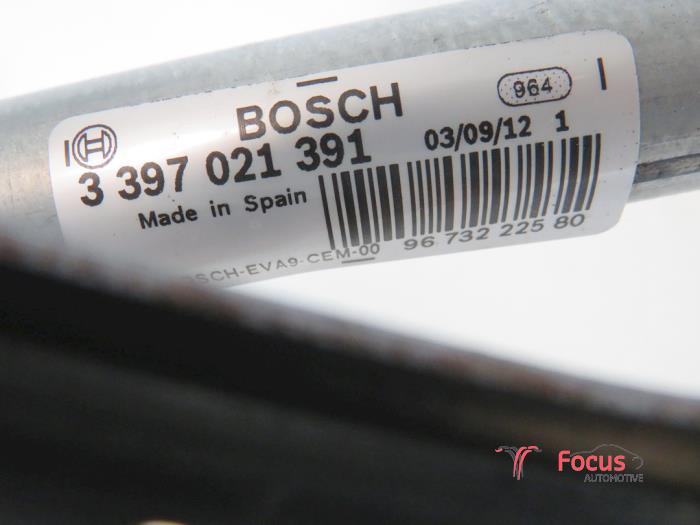 BOSCH
964
3 397 021 391
03/09/12 1
Made in Spain
SCH-EVA9-CEM-00
96 732 225 80
Focus
AUTOMOTIVE